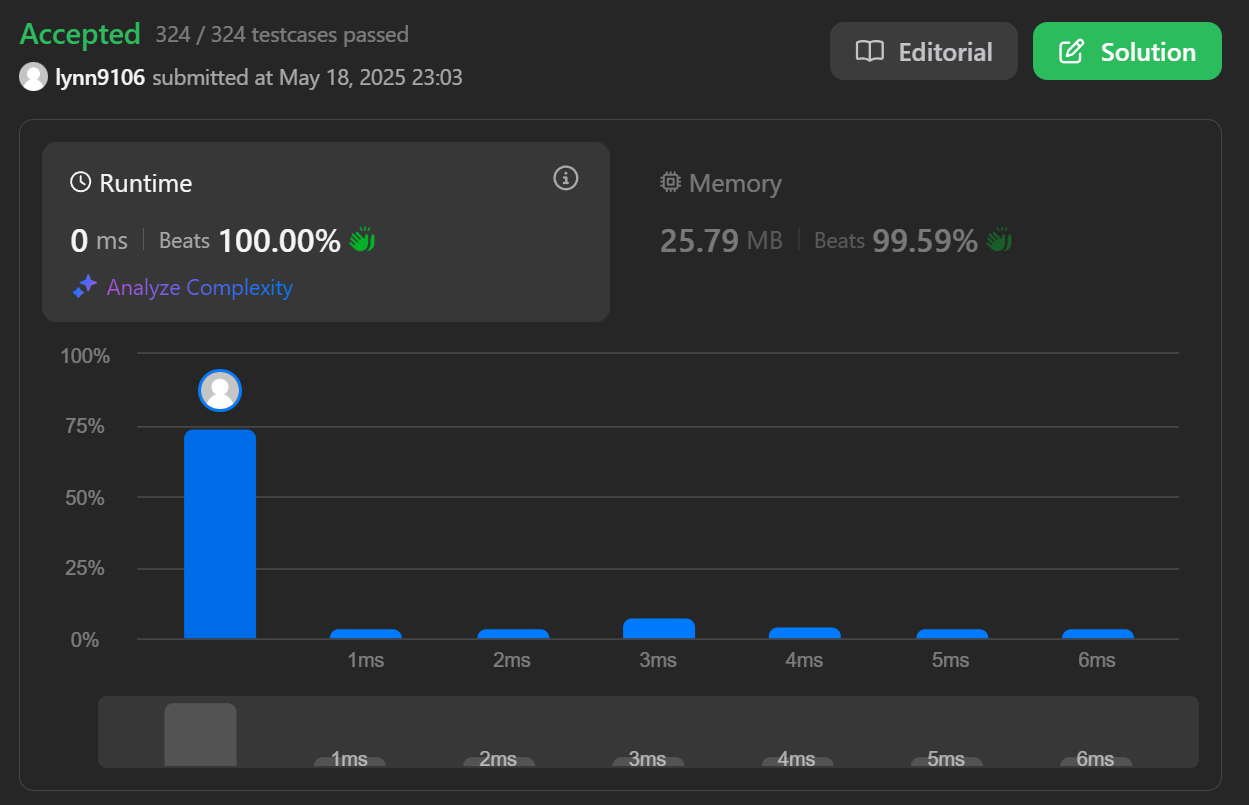 Accepted 324 / 324 testcases passed
lynn9106 submitted at May 18, 2025 23:03
Editorial
Solution
Runtime
0 ms Beats 100.00%
Analyze Complexity
Memory
25.79 MB Beats 99.59%
100%
75%
50%
25%
0%
1ms 2ms 3ms 4ms 5ms 6ms
1ms 2ms 3ms 4ms 5ms 6ms